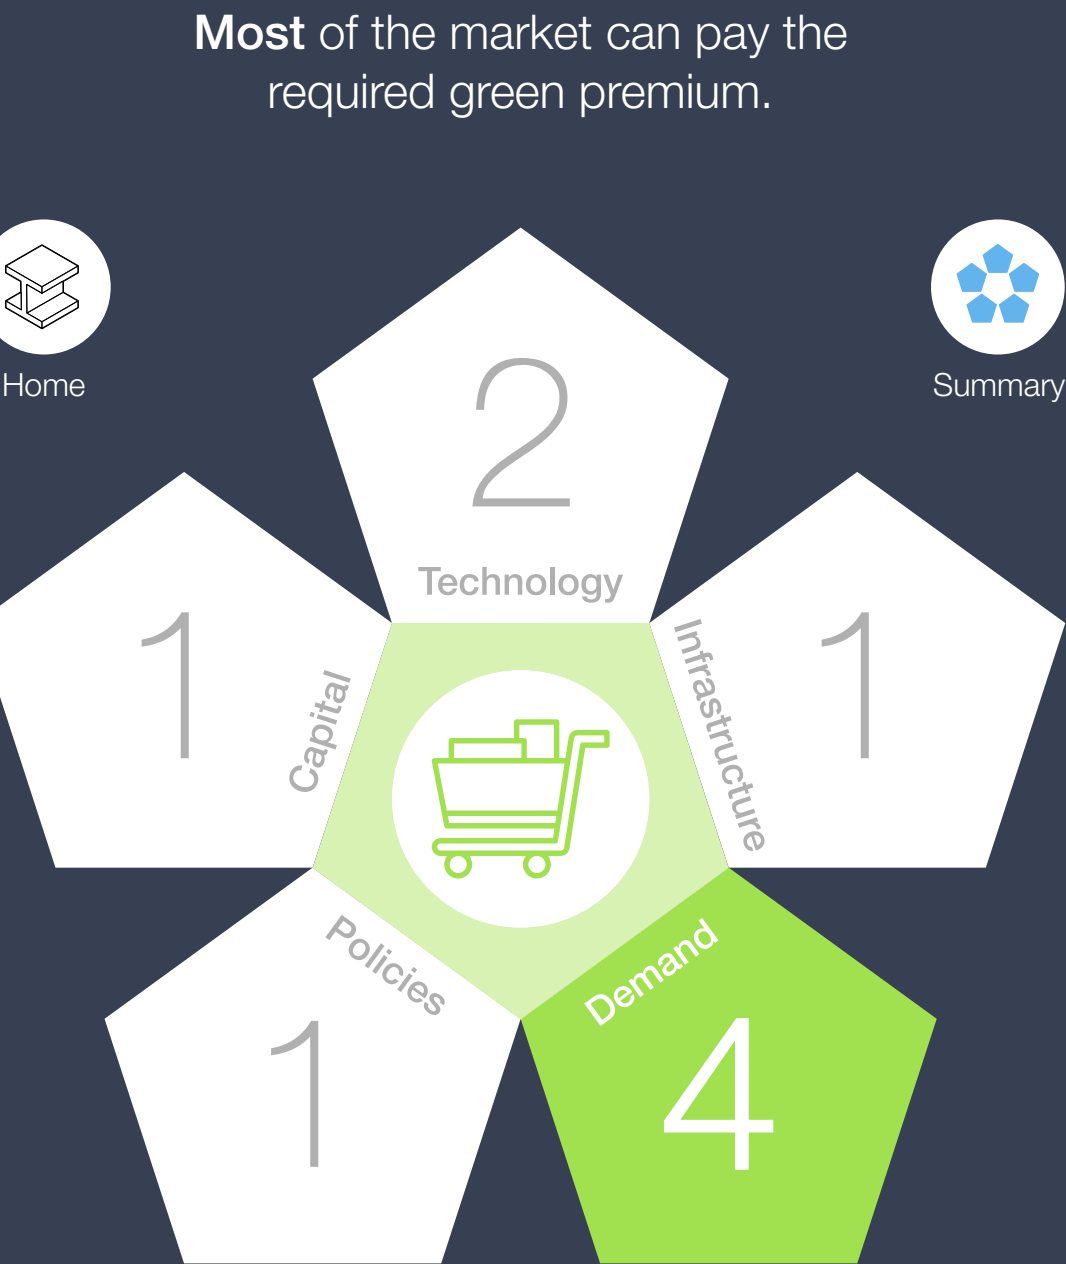 Most of the market can pay the
required green premium.
Home
Summary
2
Technology
1
Capital
1
Infrastructure
Policies
1
Demand
4